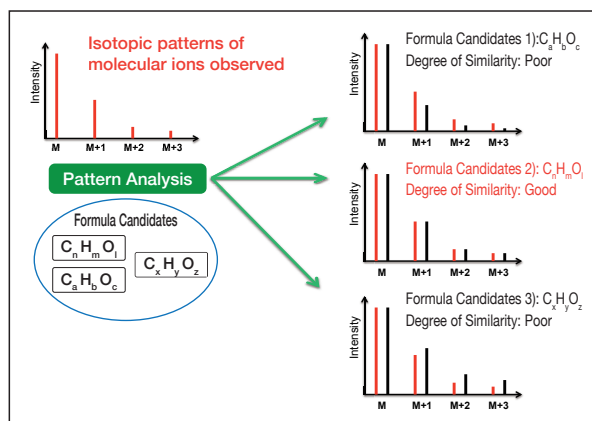 Isotopic patterns of
molecular ions observed
Intensity
M M+1 M+2 M+3
Pattern Analysis
Formula Candidates
CnHmOl
CaHbOc
CxHyOz
Formula Candidates 1):CaHbOc
Degree of Similarity: Poor
Intensity
M M+1 M+2 M+3
Formula Candidates 2): CnHmOl
Degree of Similarity: Good
Intensity
M M+1 M+2 M+3
Formula Candidates 3): CxHyOz
Degree of Similarity: Poor
Intensity
M M+1 M+2 M+3